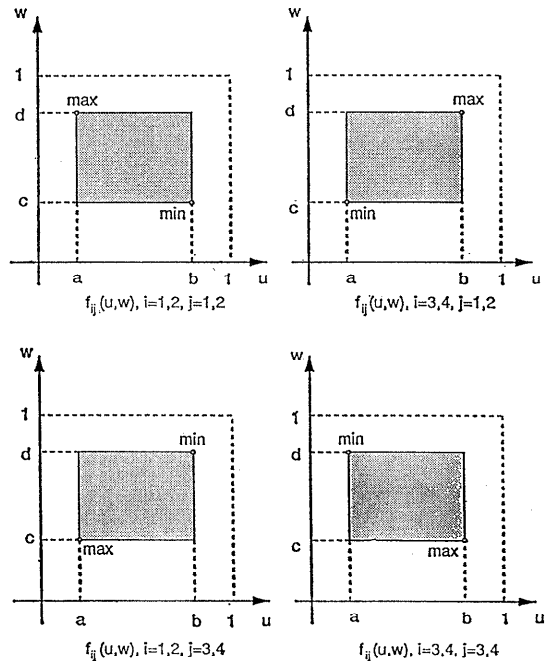 w
1
max
d
c
min
a
b
1
u
f_ij(u,w), i=1,2, j=1,2
w
1
max
d
c
min
a
b
1
u
f_ij(u,w), i=3,4, j=1,2
w
1
min
d
c
max
a
b
1
u
f_ij(u,w), i=1,2, j=3,4
1
min
d
c
max
a
b
1
u
f_ij(u,w), i=3,4, j=3,4
w